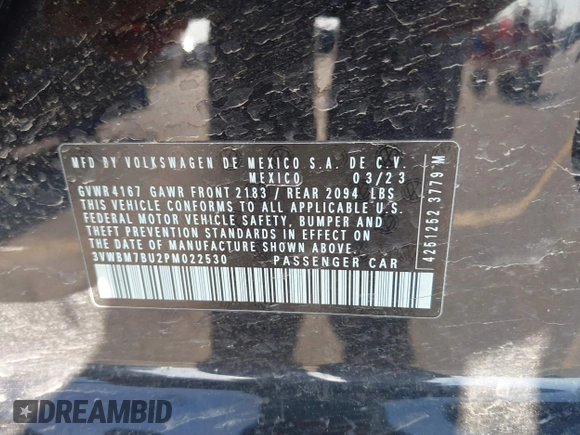 MFD BY VOLKSWAGEN DE MEXICO S.A. DE C.V.
MEXICO 03/23
GVWR4167 GAWR FRONT 2183 / REAR 2094 LBS
THIS VEHICLE CONFORMS TO ALL APPLICABLE U.S.
FEDERAL MOTOR VEHICLE SAFETY, BUMPER AND
THEFT PREVENTION STANDARDS IN EFFECT ON
THE DATE OF MANUFACTURE SHOWN ABOVE.
3VWBM7BU2PM022530 PASSENGER CAR
4251252 3779 M
DREAMBID